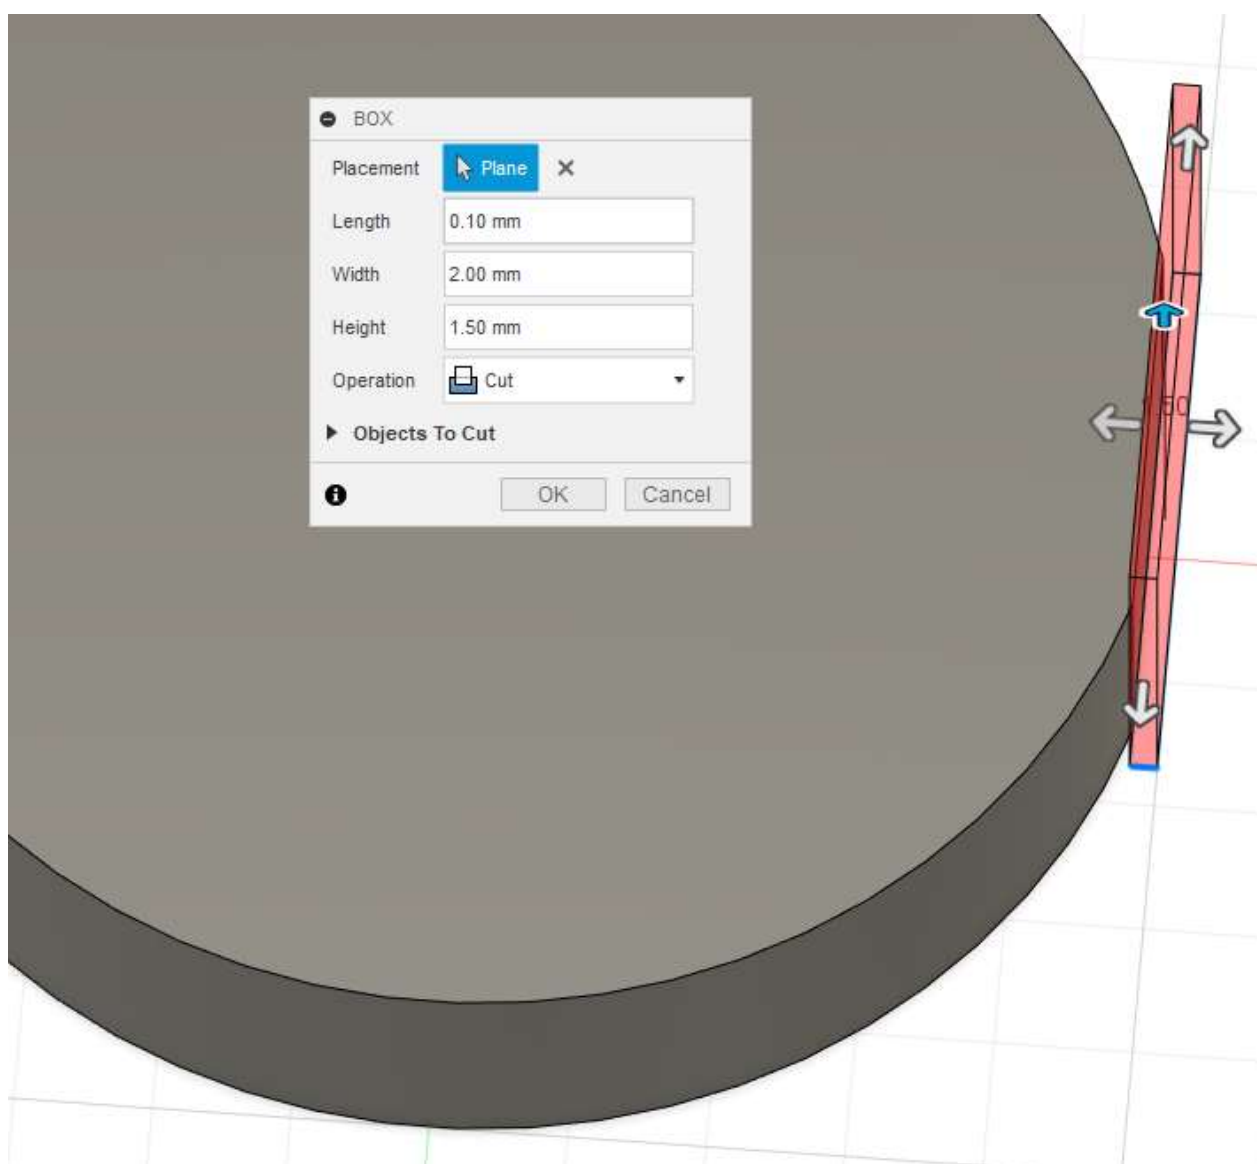 BOX
Placement Plane
Length 0.10 mm
Width 2.00 mm
Height 1.50 mm
Operation Cut
Objects To Cut
OK Cancel